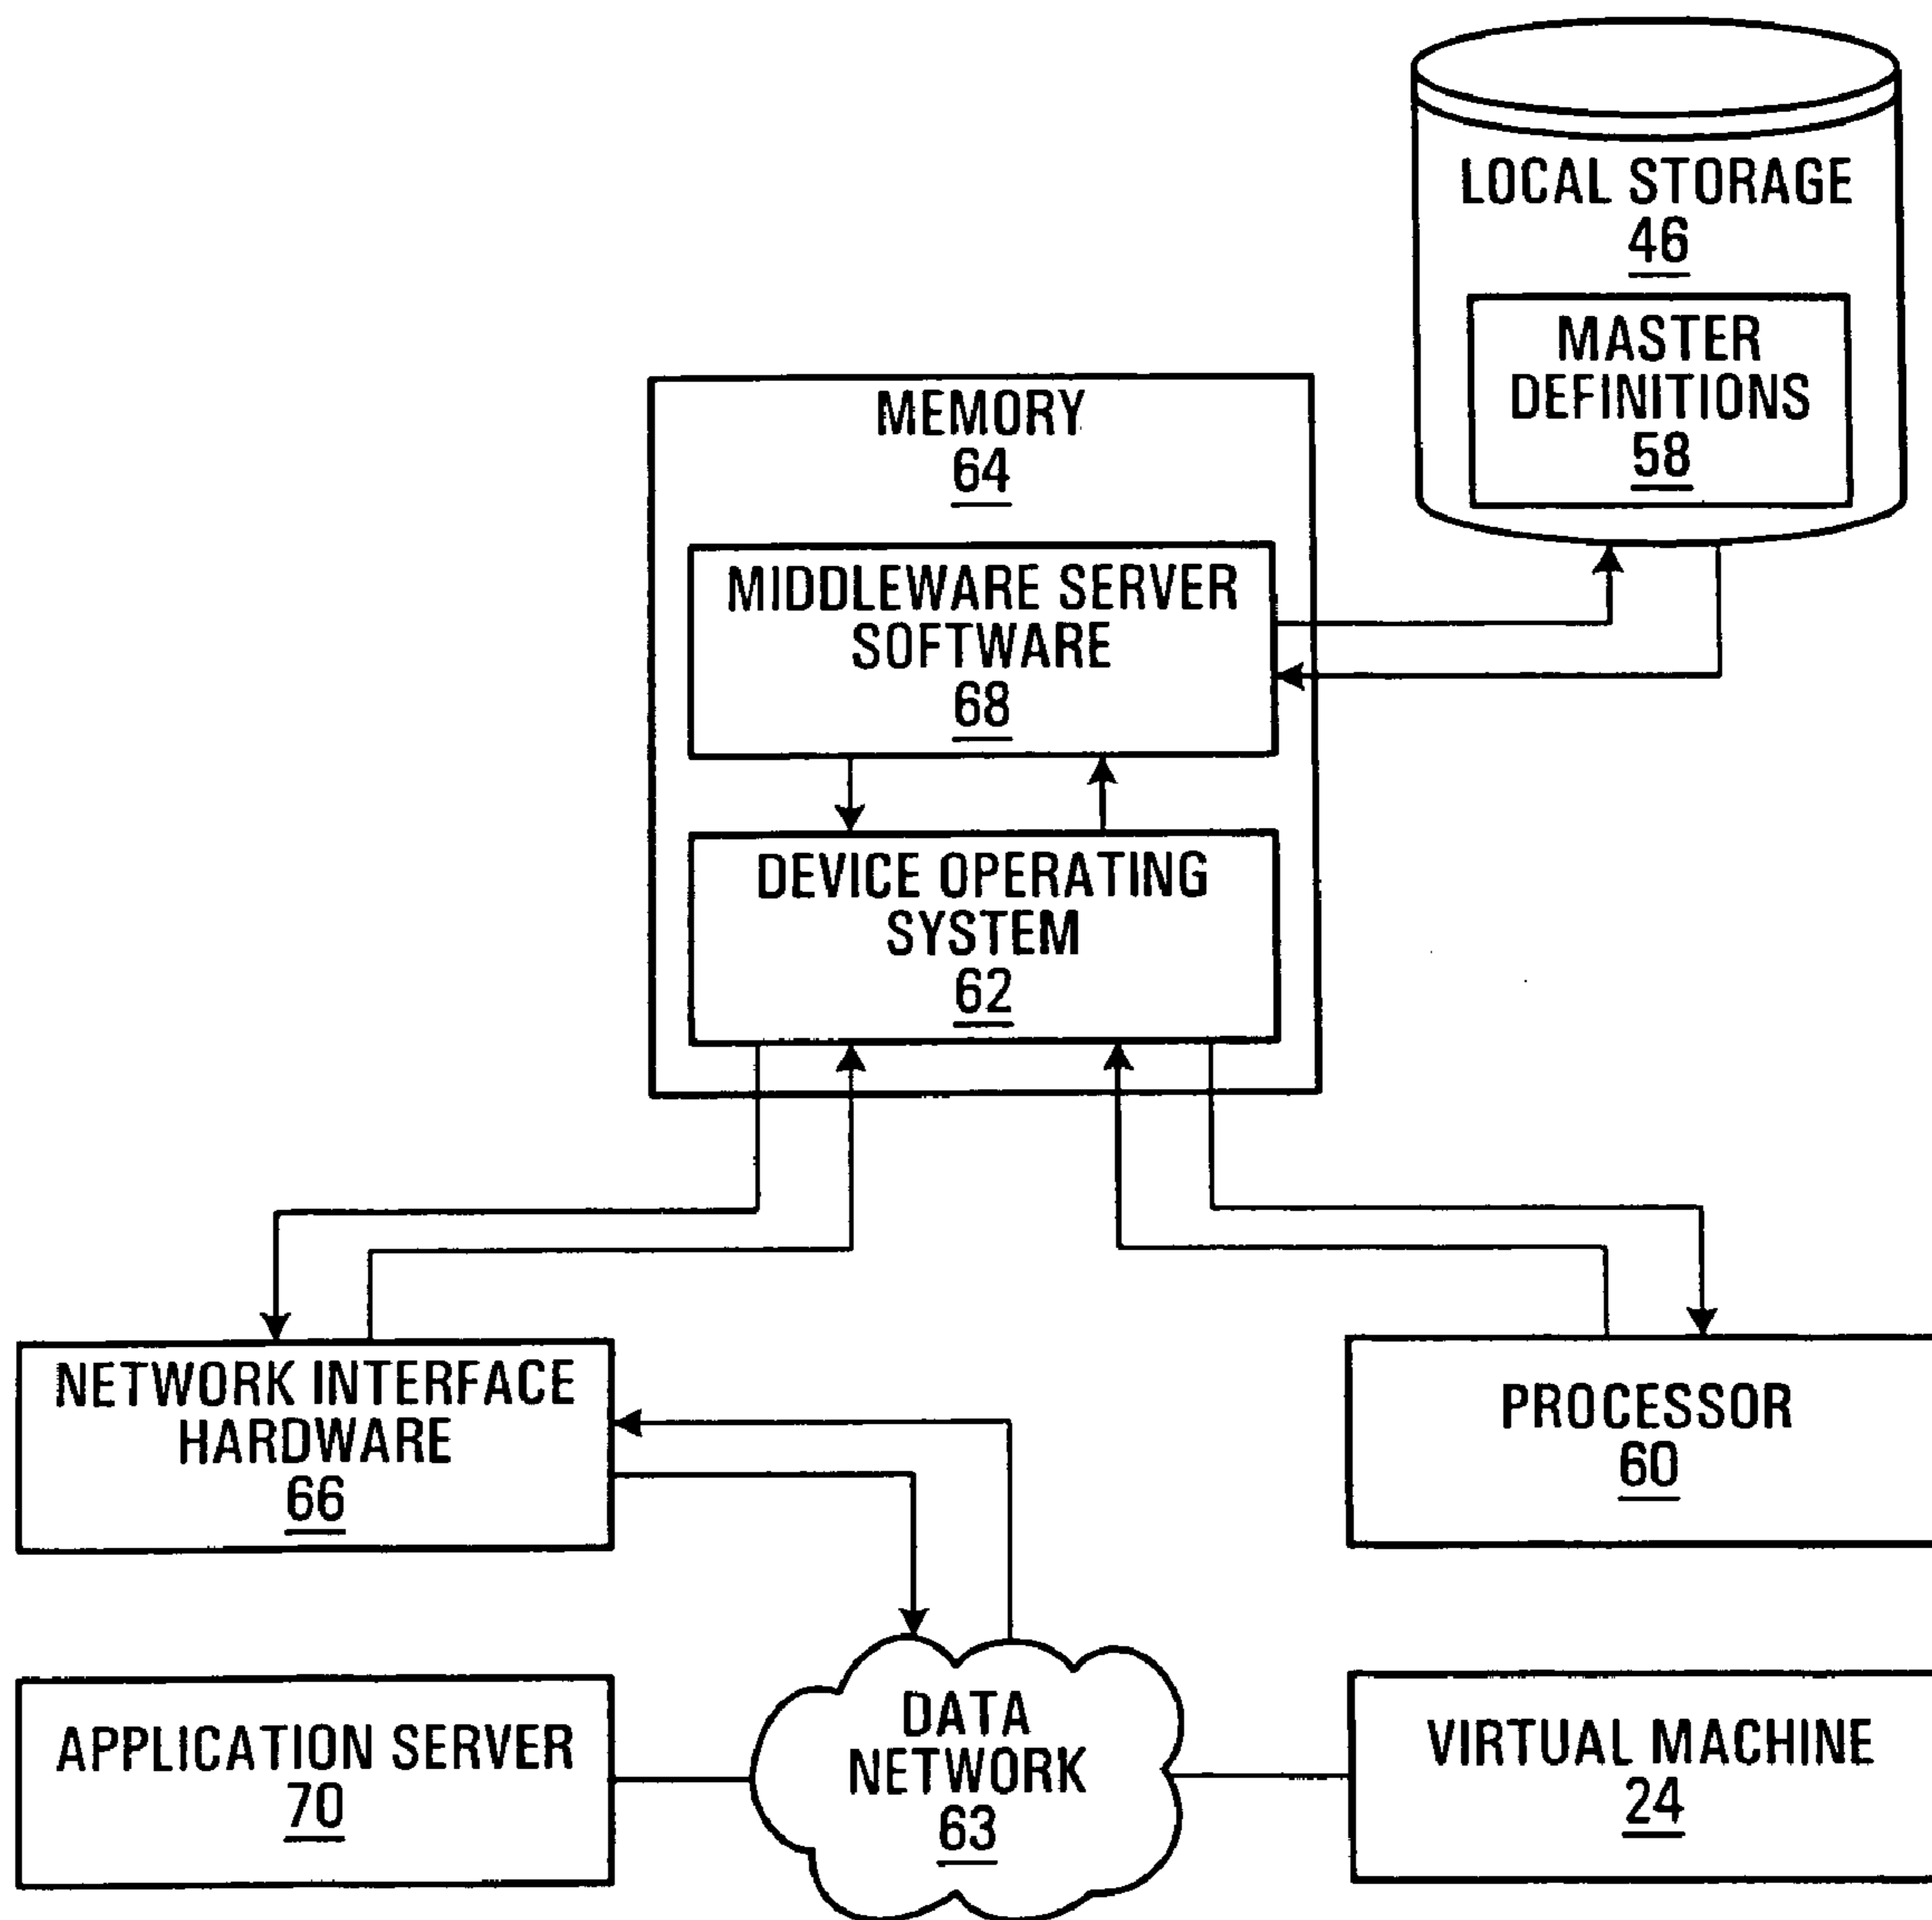 LOCAL STORAGE
46
MASTER
DEFINITIONS
58
MEMORY
64
MIDDLEWARE SERVER
SOFTWARE
68
DEVICE OPERATING
SYSTEM
62
NETWORK INTERFACE
HARDWARE
66
PROCESSOR
60
APPLICATION SERVER
70
DATA
NETWORK
63
VIRTUAL MACHINE
24